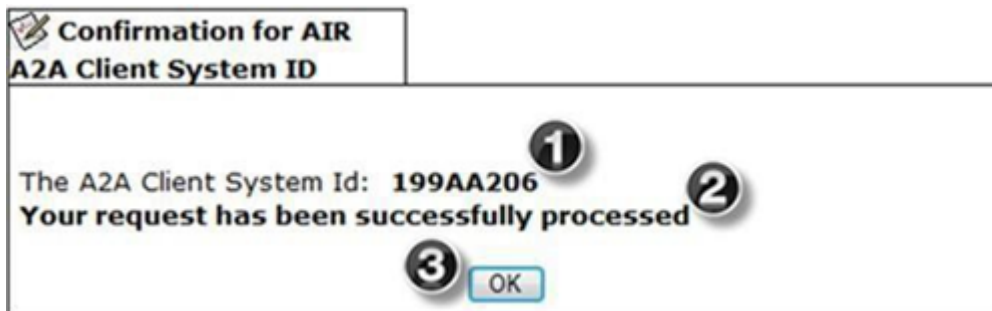 Confirmation for AIR
A2A Client System ID
1
The A2A Client System Id: 199AA206
2
Your request has been successfully processed
3
OK